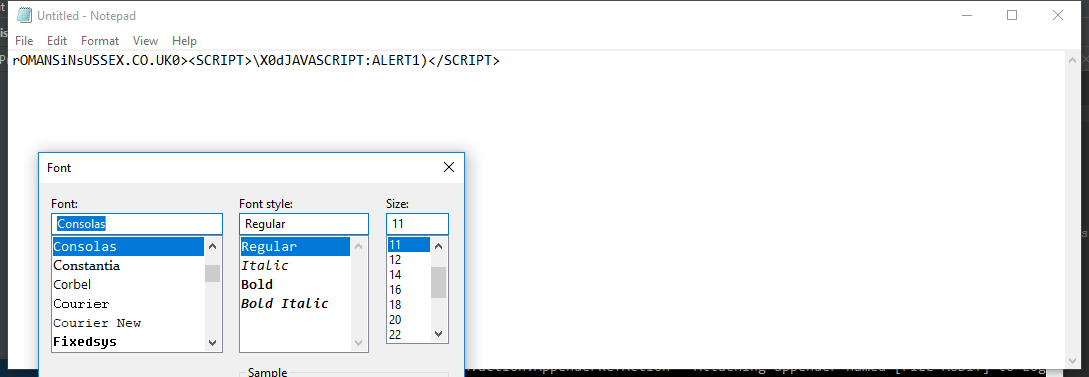 Untitled - Notepad
File Edit Format View Help
rOMANSiNsUSSEX.CO.UK0><SCRIPT>\X0dJAVASCRIPT:ALERT1)</SCRIPT>
Font
Font: Font style: Size:
Consolas Regular 11
Consolas Regular 11
Constantia Italic 12
Corbel Bold 14
Courier Bold Italic 16
Courier New 18
Fixedsys 20
22
Sample